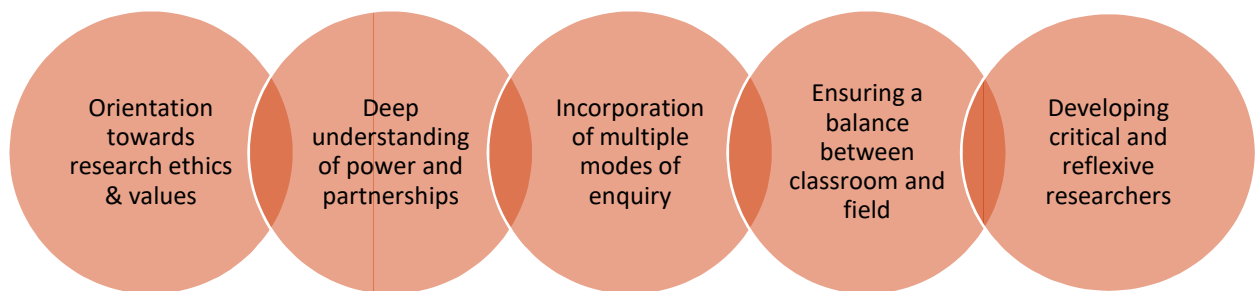 Orientation
towards
research ethics
& values
Deep
understanding
of power and
partnerships
Incorporation
of multiple
modes of
enquiry
Ensuring a
balance
between
classroom and
field
Developing
critical and
reflexive
researchers